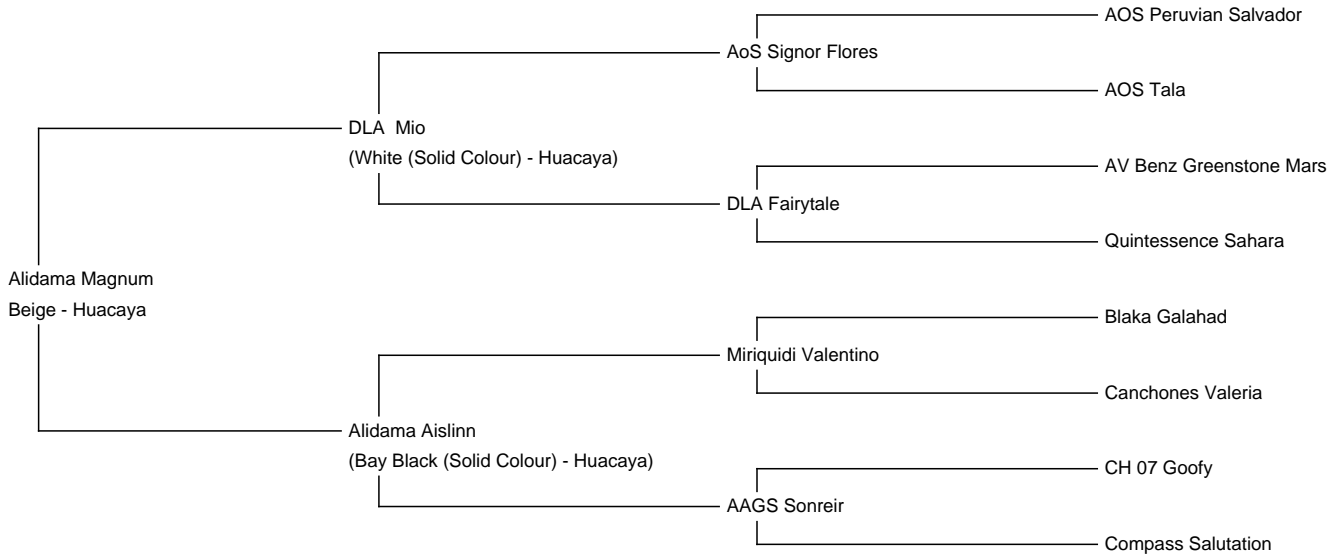 AOS Peruvian Salvador
AoS Signor Flores
AOS Tala
DLA  Mio
(White (Solid Colour) - Huacaya)
AV Benz Greenstone Mars
DLA Fairytale
Quintessence Sahara
Alidama Magnum
Beige - Huacaya
Blaka Galahad
Miriquidi Valentino
Canchones Valeria
Alidama Aislinn
(Bay Black (Solid Colour) - Huacaya)
CH 07 Goofy
AAGS Sonreir
Compass Salutation